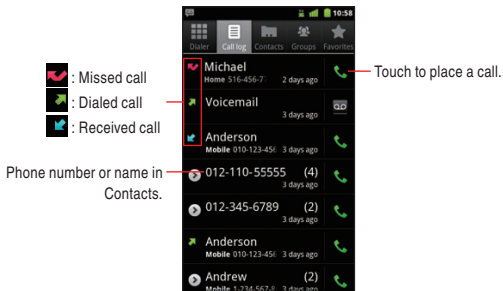 10:58
Dialer Call log Contacts Groups Favorites
: Missed call
: Dialed call
: Received call
Phone number or name in
Contacts.
Michael
Home 516-456-7 2 days ago
Voicemail
3 days ago
Anderson
Mobile 010-123-456 3 days ago
012-110-55555 (4)
3 days ago
012-345-6789 (2)
3 days ago
Anderson
Mobile 010-123-456 3 days ago
Andrew (2)
Mobile 1-234-567-8 3 days ago
Touch to place a call.